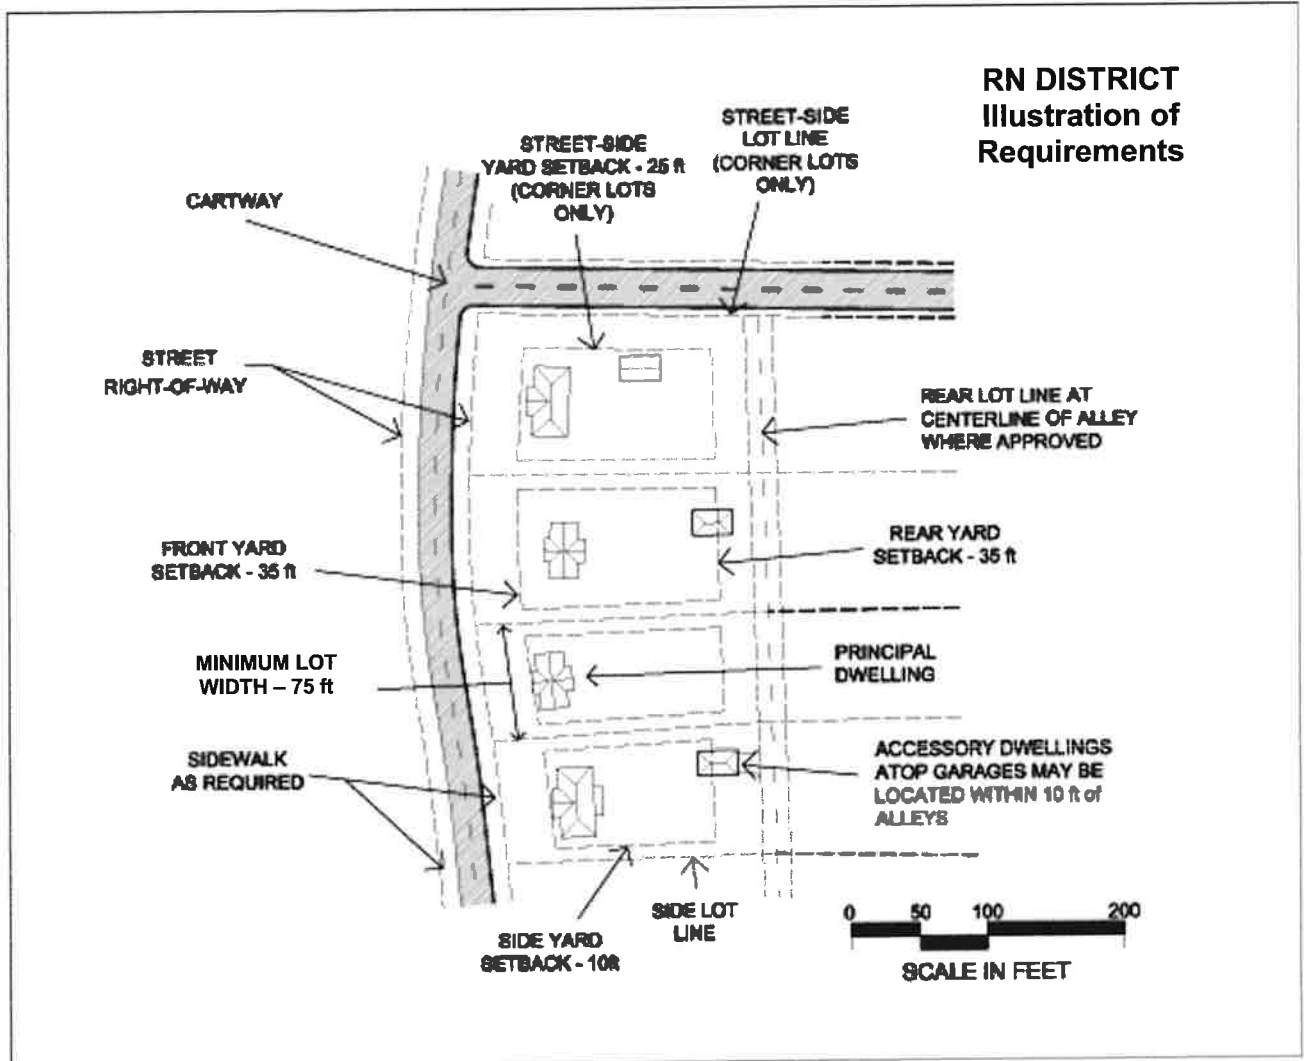 RN DISTRICT
Illustration of
Requirements
STREET-SIDE
YARD SETBACK - 25 ft
(CORNER LOTS
ONLY)
STREET-SIDE
LOT LINE
(CORNER LOTS
ONLY)
CARTWAY
STREET
RIGHT-OF-WAY
REAR LOT LINE AT
CENTERLINE OF ALLEY
WHERE APPROVED
FRONT YARD
SETBACK - 35 ft
REAR YARD
SETBACK - 35 ft
MINIMUM LOT
WIDTH – 75 ft
PRINCIPAL
DWELLING
SIDEWALK
AS REQUIRED
ACCESSORY DWELLINGS
ATOP GARAGES MAY BE
LOCATED WITHIN 10 ft of
ALLEYS
SIDE LOT
LINE
SIDE YARD
SETBACK - 10ft
0 50 100 200
SCALE IN FEET